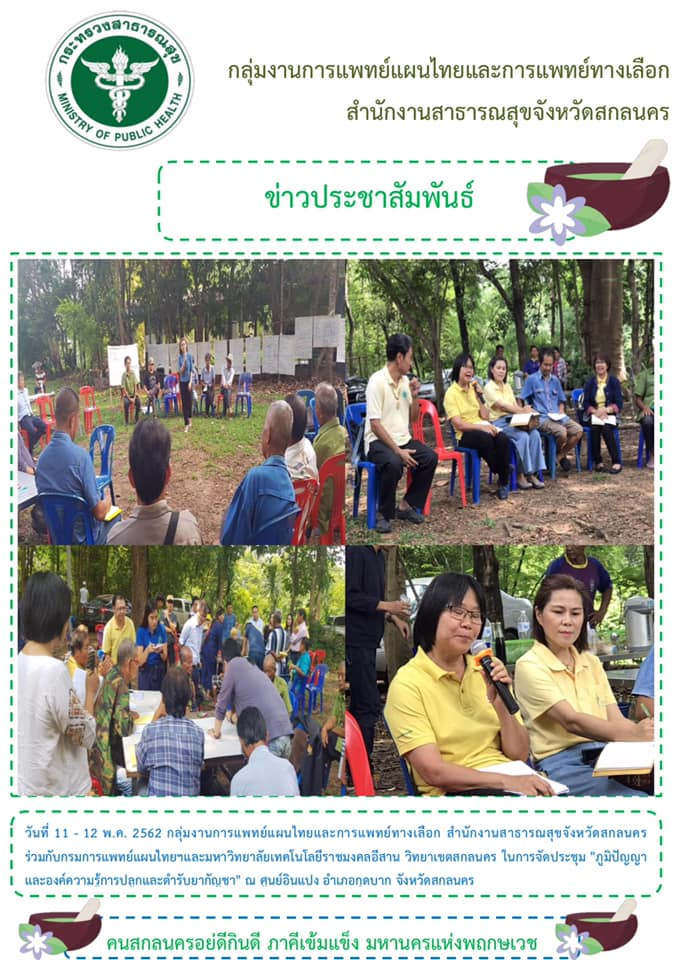 กระทรวงสาธารณสุข
MINISTRY OF PUBLIC HEALTH
กลุ่มงานการแพทย์แผนไทยและการแพทย์ทางเลือก
สำนักงานสาธารณสุขจังหวัดสกลนคร
ข่าวประชาสัมพันธ์
วันที่ 11 - 12 พ.ค. 2562 กลุ่มงานการแพทย์แผนไทยและการแพทย์ทางเลือก สำนักงานสาธารณสุขจังหวัดสกลนคร
ร่วมกับกรมการแพทย์แผนไทยฯและมหาวิทยาลัยเทคโนโลยีราชมงคลอีสาน วิทยาเขตสกลนคร ในการจัดประชุม "ภูมิปัญญา
และองค์ความรู้การปลูกและตำรับยากัญชา" ณ ศูนย์อินแปง อำเภอกุดบาก จังหวัดสกลนคร
คนสกลนครอยู่ดีกินดี ภาคีเข้มแข็ง มหานครแห่งพฤกษเวช